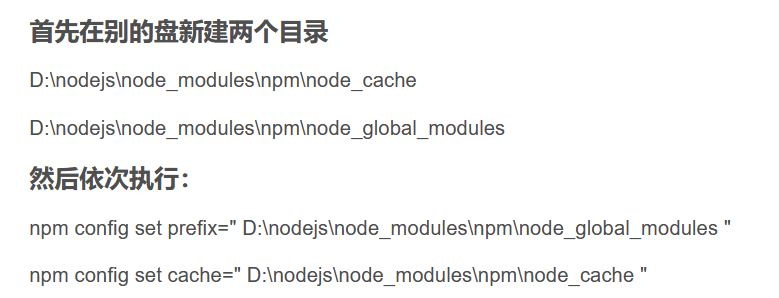 首先在别的盘新建两个目录
D:\nodejs\node_modules\npm\node_cache
D:\nodejs\node_modules\npm\node_global_modules
然后依次执行：
npm config set prefix=" D:\nodejs\node_modules\npm\node_global_modules "
npm config set cache=" D:\nodejs\node_modules\npm\node_cache "